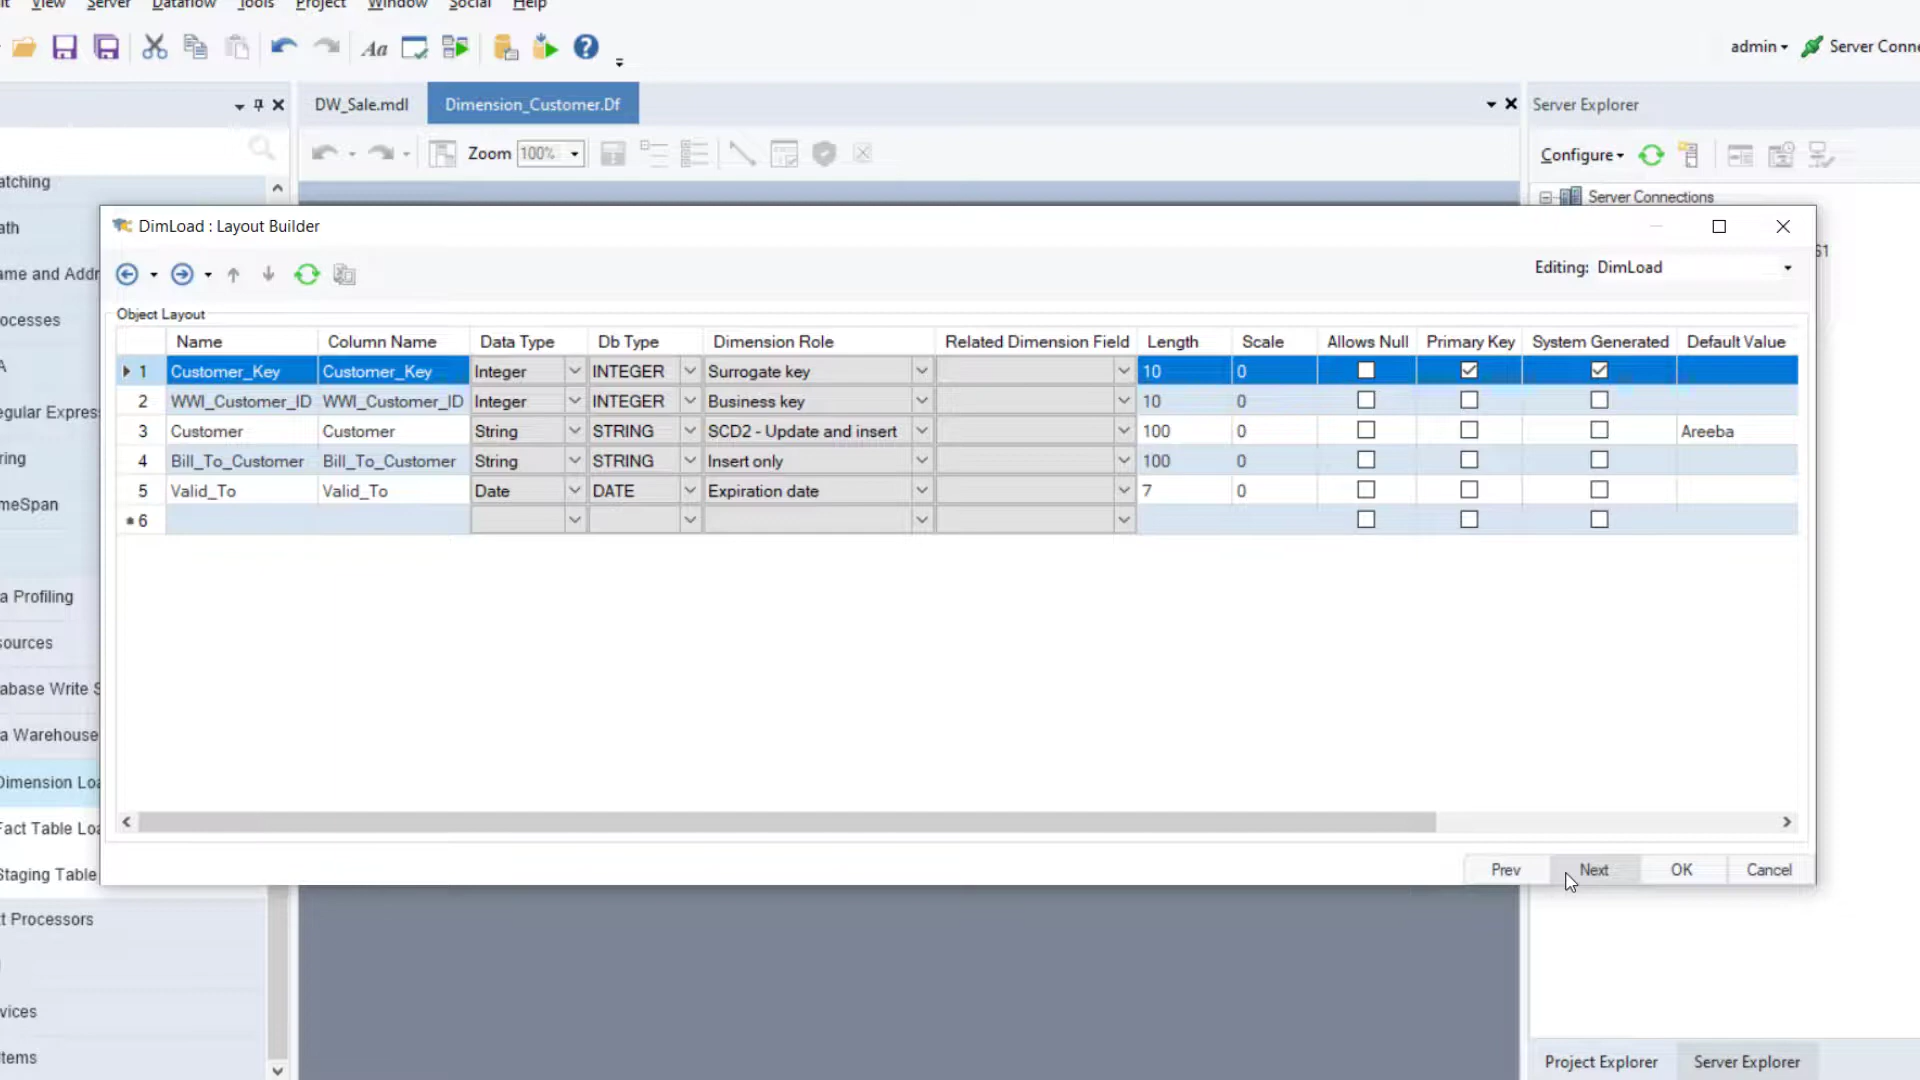 View Server Dataflow Tools Project Window Social Help
Aa
admin
Server Conne
DW_Sale.mdl Dimension_Customer.Df
Server Explorer
Zoom 100%
Configure
Server Connections
atching
ath
ame and Addr
ocesses
A
egular Expres
ring
meSpan
a Profiling
sources
abase Write S
a Warehouse
Dimension Loa
Fact Table Loa
Staging Table
t Processors
vices
Items
DimLoad : Layout Builder
Editing: DimLoad
Object Layout
Name Column Name Data Type Db Type Dimension Role Related Dimension Field Length Scale Allows Null Primary Key System Generated Default Value
1 Customer_Key Customer_Key Integer INTEGER Surrogate key 10 0
2 WWI_Customer_ID WWI_Customer_ID Integer INTEGER Business key 10 0
3 Customer Customer String STRING SCD2 - Update and insert 100 0 Areeba
4 Bill_To_Customer Bill_To_Customer String STRING Insert only 100 0
5 Valid_To Valid_To Date DATE Expiration date 7 0
6
Prev Next OK Cancel
Project Explorer Server Explorer